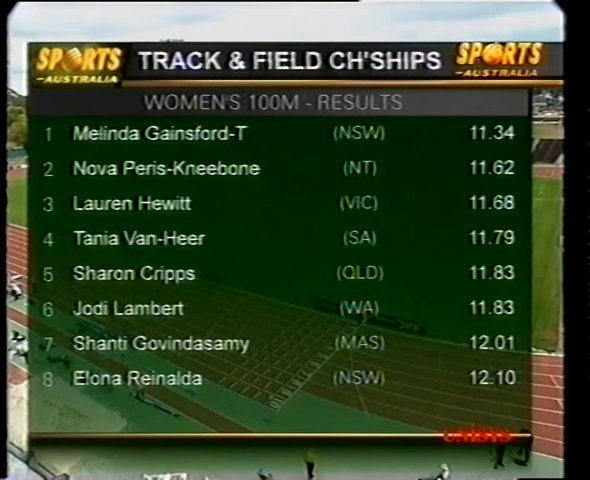 SPORTS AUSTRALIA TRACK & FIELD CH'SHIPS SPORTS AUSTRALIA
WOMEN'S 100M - RESULTS
1 Melinda Gainsford-T (NSW) 11.34
2 Nova Peris-Kneebone (NT) 11.62
3 Lauren Hewitt (VIC) 11.68
4 Tania Van-Heer (SA) 11.79
5 Sharon Cripps (QLD) 11.83
6 Jodi Lambert (WA) 11.83
7 Shanti Govindasamy (MAS) 12.01
8 Elona Reinalda (NSW) 12.10
UNISYS